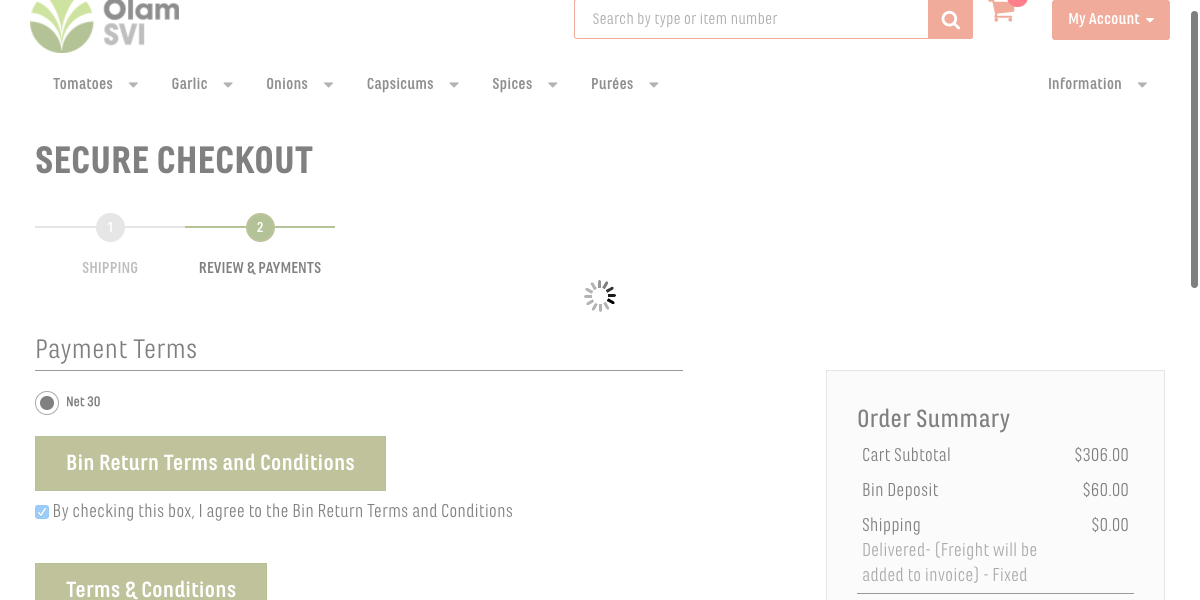 Olam
SVI
Search by type or item number
My Account
Tomatoes Garlic Onions Capsicums Spices Purées Information
SECURE CHECKOUT
1 2
SHIPPING REVIEW & PAYMENTS
Payment Terms
Net 30
Bin Return Terms and Conditions
By checking this box, I agree to the Bin Return Terms and Conditions
Terms & Conditions
Order Summary
Cart Subtotal $306.00
Bin Deposit $60.00
Shipping $0.00
Delivered- (Freight will be
added to invoice) - Fixed